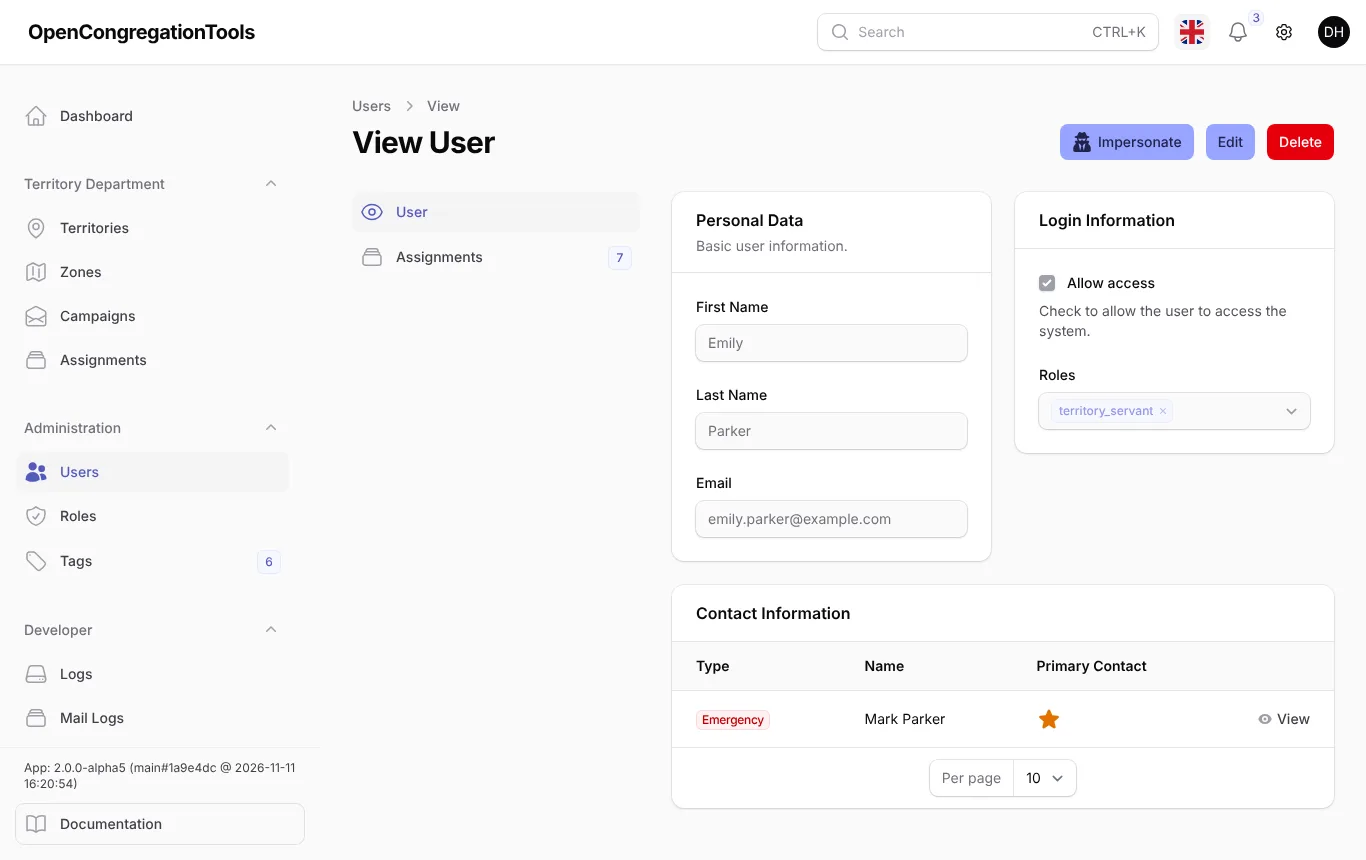 OpenCongregationTools
Search
CTRL+K
3
DH
Dashboard
Territory Department
Territories
Zones
Campaigns
Assignments
Administration
Users
Roles
Tags
6
Developer
Logs
Mail Logs
App: 2.0.0-alpha5 (main#1a9e4dc @ 2026-11-11
16:20:54)
Documentation
Users
View
View User
Impersonate
Edit
Delete
User
Assignments
7
Personal Data
Basic user information.
First Name
Emily
Last Name
Parker
Email
emily.parker@example.com
Login Information
Allow access
Check to allow the user to access the
system.
Roles
territory_servant ×
Contact Information
Type Name Primary Contact
Emergency Mark Parker View
Per page 10